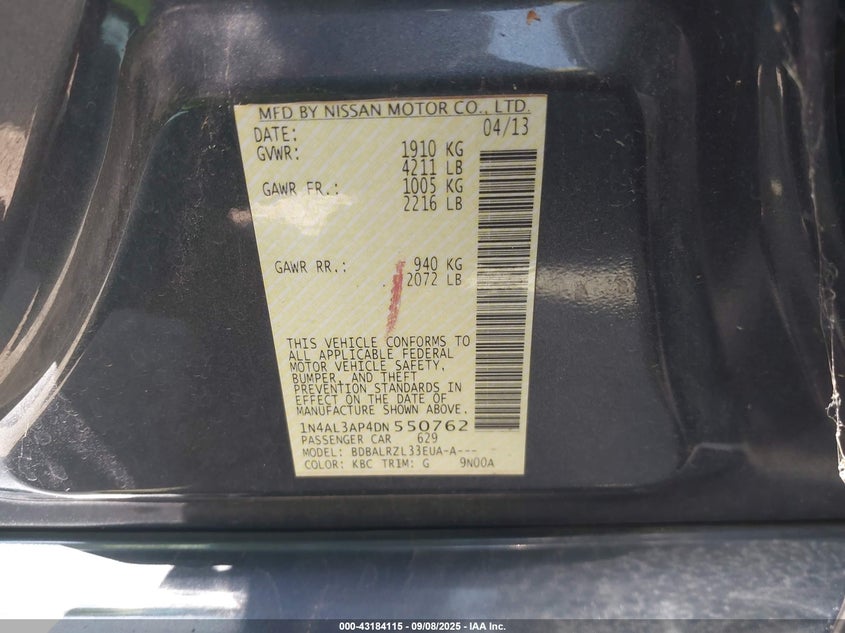 MFD BY NISSAN MOTOR CO., LTD.
DATE: 04/13
GVWR: 1910 KG
4211 LB
GAWR FR.: 1005 KG
2216 LB
GAWR RR.: 940 KG
2072 LB
THIS VEHICLE CONFORMS TO
ALL APPLICABLE FEDERAL
MOTOR VEHICLE SAFETY,
BUMPER, AND THEFT
PREVENTION STANDARDS IN
EFFECT ON THE DATE OF
MANUFACTURE SHOWN ABOVE.
1N4AL3AP4DN550762
PASSENGER CAR 629
MODEL: BDBALRZL33EUA-A----
COLOR: KBC TRIM: G 9N00A
000-43184115 - 09/08/2025 - IAA Inc.